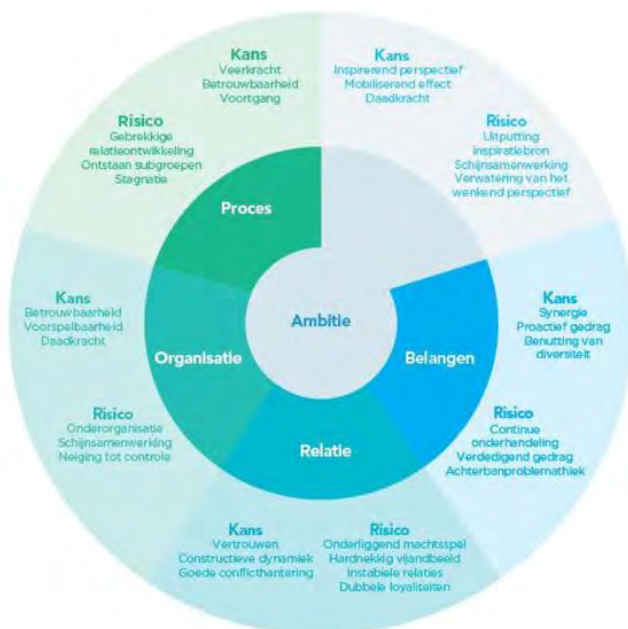 Kans
Inspirerend perspectief
Mobiliserend effect
Daadkracht
Risico
Uitputting
inspiratiebron
Schijnsamenwerking
Verwatering van het
wenkend perspectief
Kans
Synergie
Proactief gedrag
Benutting van
diversiteit
Risico
Continue
onderhandeling
Verdedigend gedrag
Achterbanproblemathiek
Risico
Onderliggend machtsspel
Hardnekkig vijandbeeld
Instabiele relaties
Dubbele loyaliteiten
Kans
Vertrouwen
Constructieve dynamiek
Goede conflicthantering
Kans
Betrouwbaarheid
Voorspelbaarheid
Daadkracht
Risico
Onderorganisatie
Schijnsamenwerking
Neiging tot controle
Kans
Veerkracht
Betrouwbaarheid
Voortgang
Risico
Gebrekkige
relatieontwikkeling
Ontstaan subgroepen
Stagnatie
Proces
Ambitie
Organisatie
Belangen
Relatie